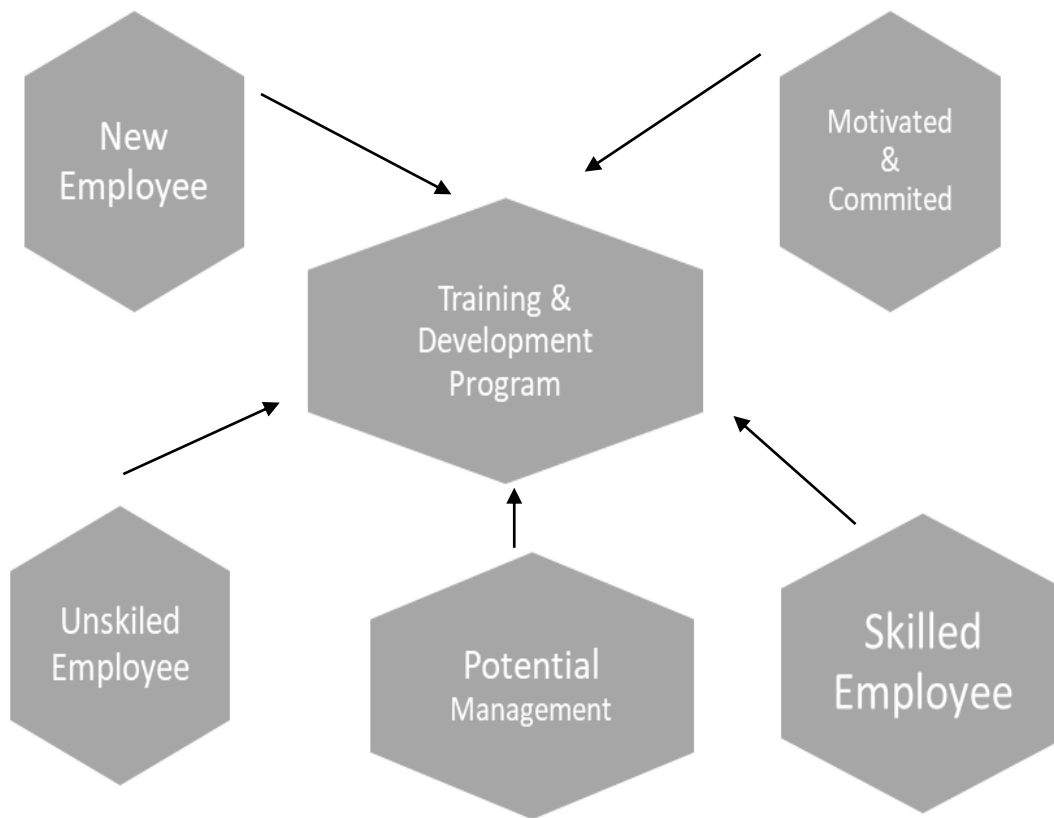 New
Employee
Motivated
&
Commited
Training &
Development
Program
Unskiled
Employee
Potential
Management
Skilled
Employee